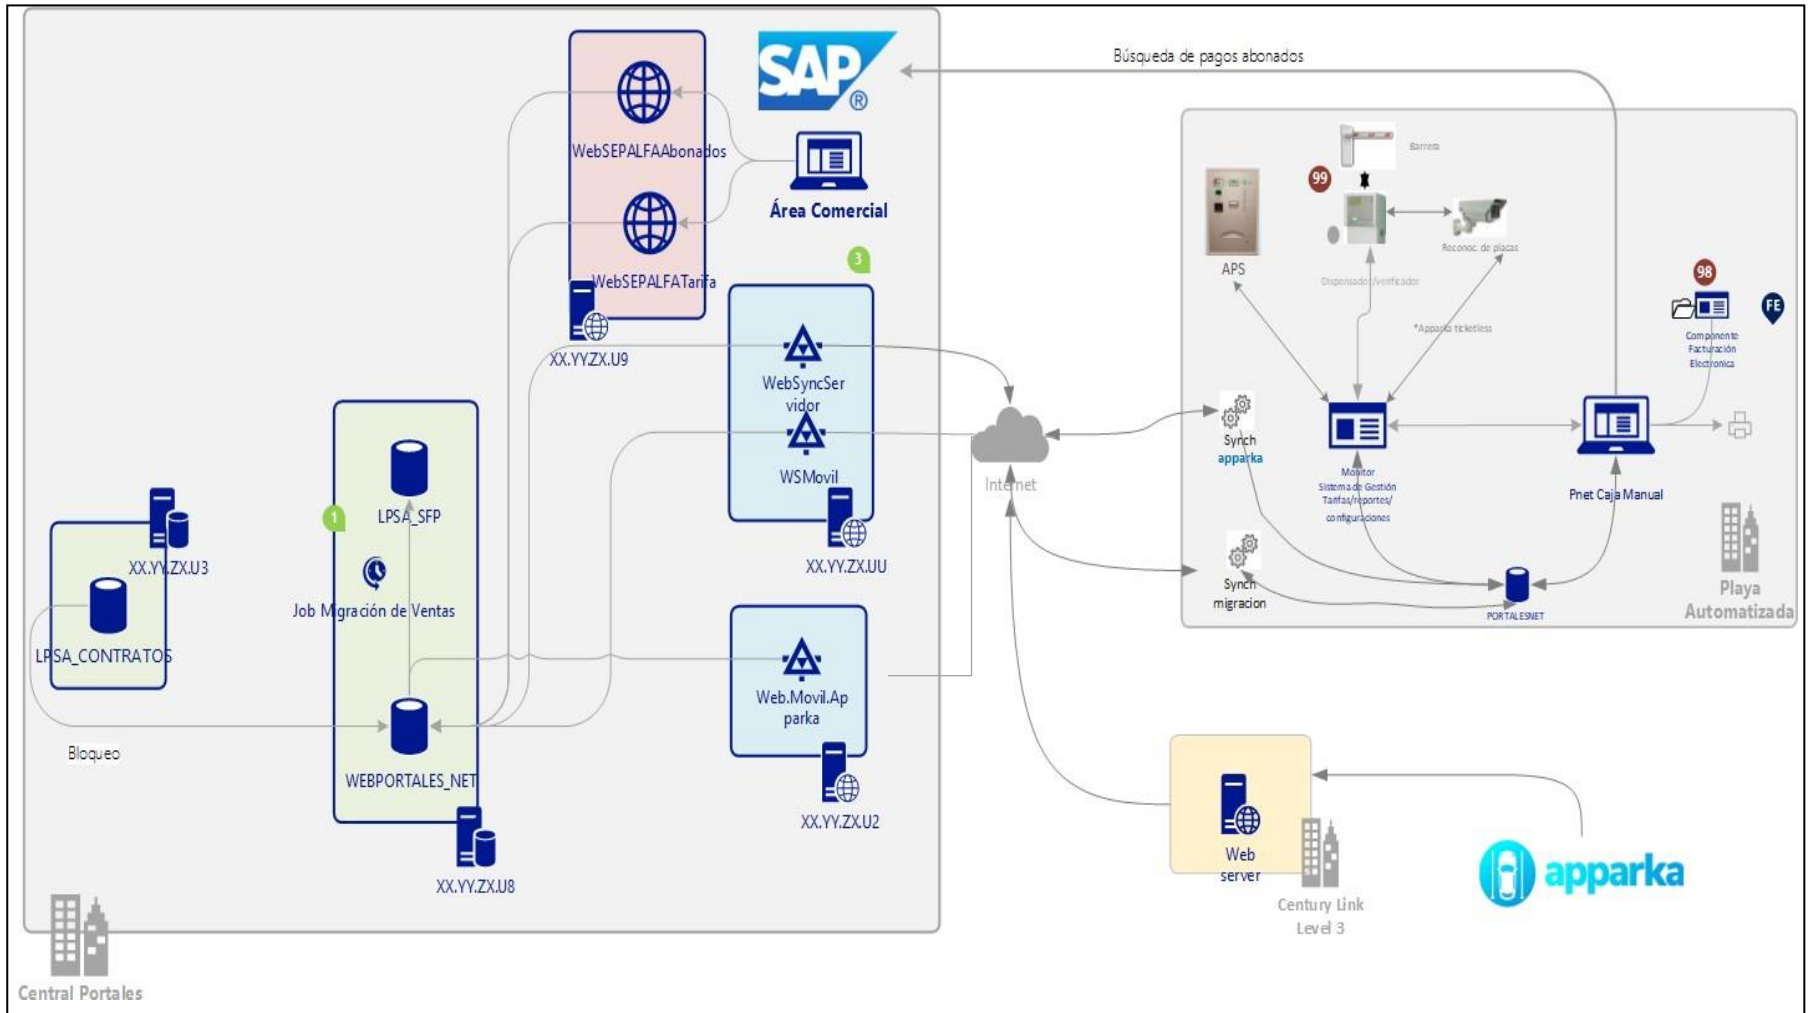 SAP
®
WebSEPALFAAbonados
Área Comercial
WebSEPALFATarifa
XX.YY.ZX.U9
3
WebSyncSer
vidor
WSMovil
XX.YY.ZX.UU
1
LPSA_SFP
Job Migración de Ventas
WEBPORTALES_NET
XX.YY.ZX.U8
XX.YY.ZX.U3
LPSA_CONTRATOS
Bloqueo
Web.Movil.Ap
parka
XX.YY.ZX.U2
Central Portales
Búsqueda de pagos abonados
Internet
Barrera
99
APS
Dispensador/verificador
Reconoc. de placas
*Apparka ticketless
98
FE
Componente
Facturación
Electronica
Synch
apparka
Monitor
Sistema de Gestión
Tarifas/reportes/
configuraciones
Pnet Caja Manual
Synch
migracion
PORTALESNET
Playa
Automatizada
Web
server
Century Link
Level 3
apparka